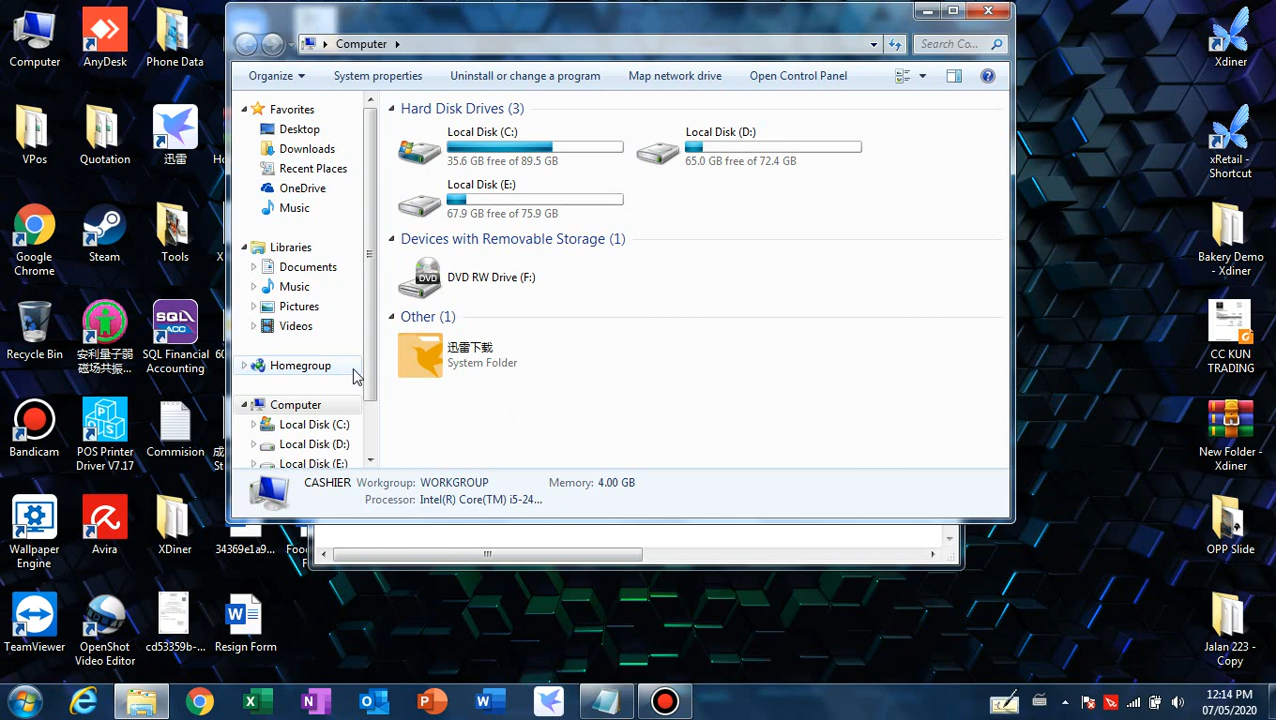 Computer
Search Co...
Organize
System properties
Uninstall or change a program
Map network drive
Open Control Panel
Favorites
Desktop
Downloads
Recent Places
OneDrive
Music
Libraries
Documents
Music
Pictures
Videos
Homegroup
Computer
Local Disk (C:)
Local Disk (D:)
Local Disk (E:)
Hard Disk Drives (3)
Local Disk (C:)
35.6 GB free of 89.5 GB
Local Disk (D:)
65.0 GB free of 72.4 GB
Local Disk (E:)
67.9 GB free of 75.9 GB
Devices with Removable Storage (1)
DVD
DVD RW Drive (F:)
Other (1)
迅雷下载
System Folder
CASHIER
Workgroup: WORKGROUP
Memory: 4.00 GB
Processor: Intel(R) Core(TM) i5-24...
Computer
AnyDesk
Phone Data
VPos
Quotation
迅雷
Google
Chrome
Steam
Tools
Recycle Bin
安利量子弱
磁场共振...
SQL
ACC
SQL Financial
Accounting
Bandicam
POS
POS Printer
Driver V7.17
Commision
Wallpaper
Engine
Avira
XDiner
34369e1a9...
TeamViewer
OpenShot
Video Editor
cd53359b-...
Resign Form
Xdiner
xRetail -
Shortcut
Bakery Demo
- Xdiner
CC KUN
TRADING
New Folder -
Xdiner
OPP Slide
Jalan 223 -
Copy
12:14 PM
07/05/2020